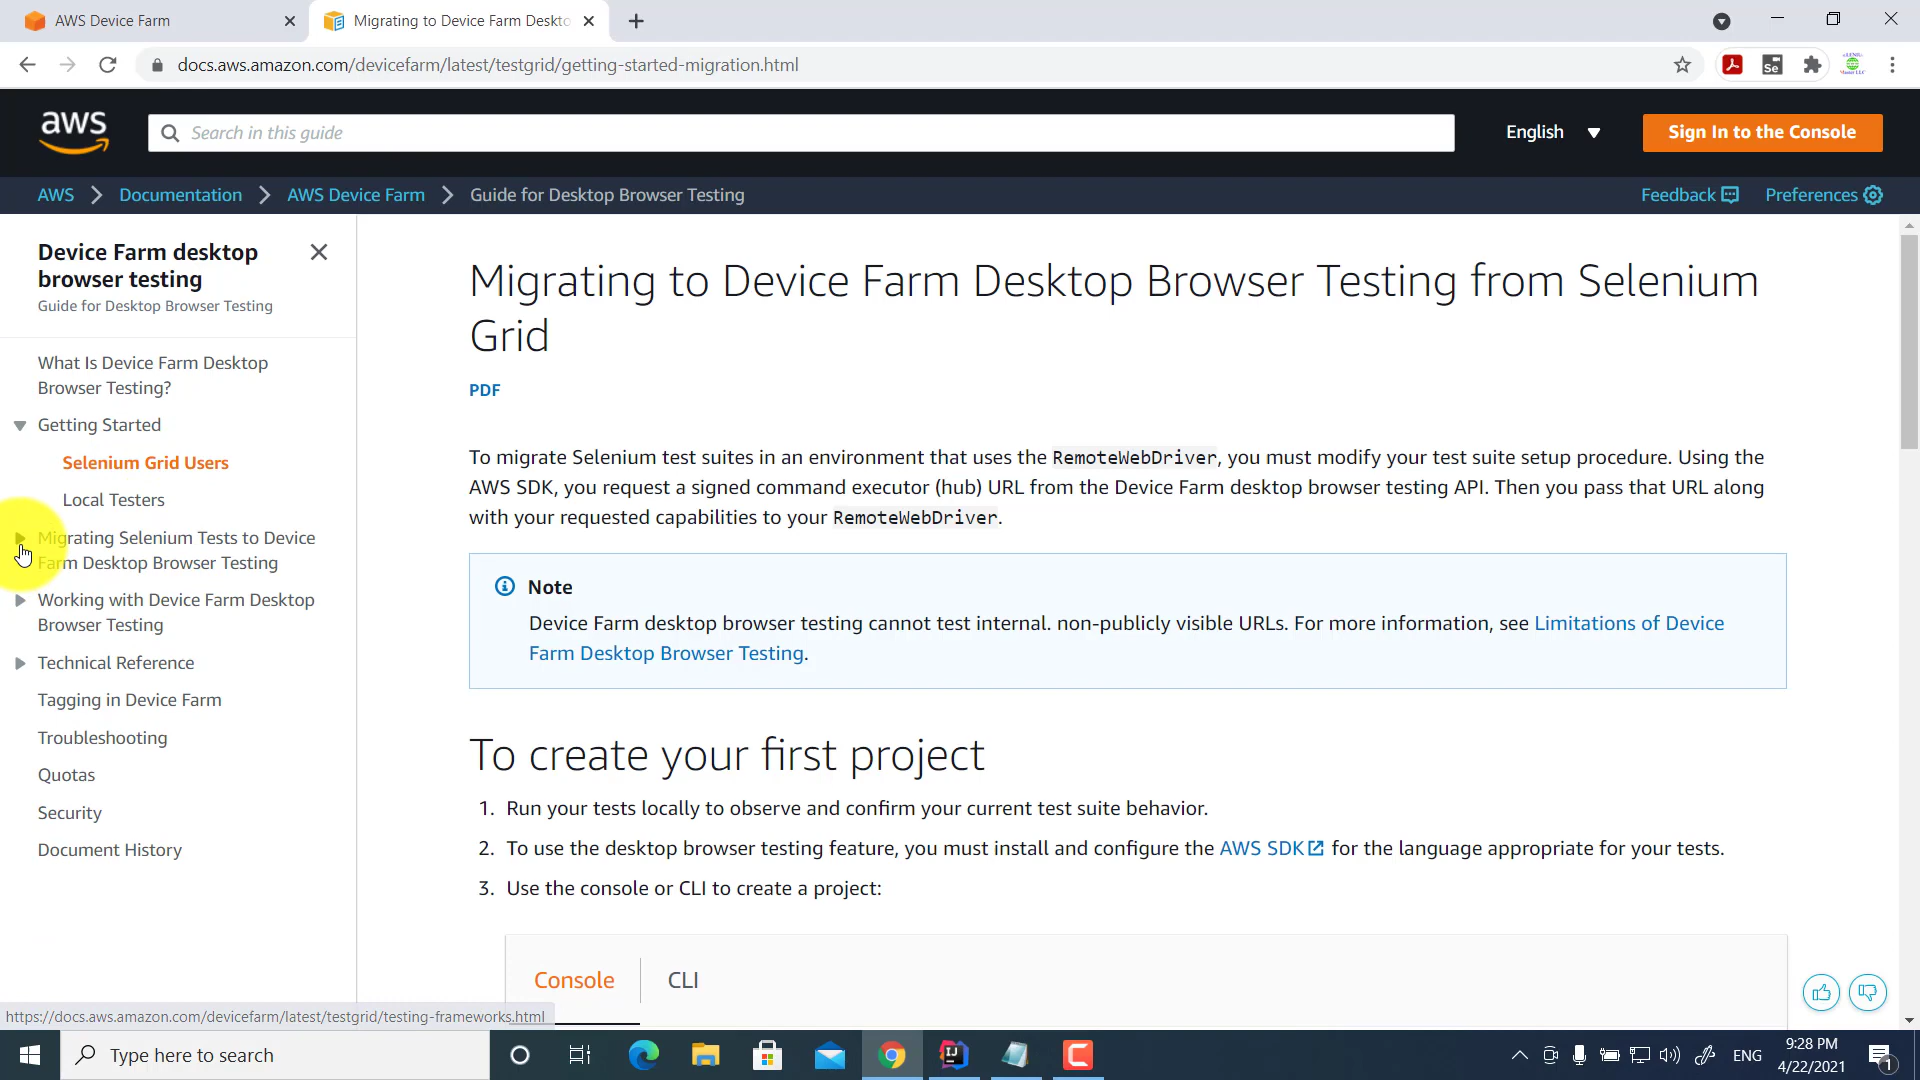 AWS Device Farm
Migrating to Device Farm Deskto
docs.aws.amazon.com/devicefarm/latest/testgrid/getting-started-migration.html
Se
aws
Search in this guide
English
Sign In to the Console
AWS
Documentation
AWS Device Farm
Guide for Desktop Browser Testing
Feedback
Preferences
Device Farm desktop
browser testing
Guide for Desktop Browser Testing
What Is Device Farm Desktop
Browser Testing?
Getting Started
Selenium Grid Users
Local Testers
Migrating Selenium Tests to Device
Farm Desktop Browser Testing
Working with Device Farm Desktop
Browser Testing
Technical Reference
Tagging in Device Farm
Troubleshooting
Quotas
Security
Document History
Migrating to Device Farm Desktop Browser Testing from Selenium
Grid
PDF
To migrate Selenium test suites in an environment that uses the RemoteWebDriver, you must modify your test suite setup procedure. Using the
AWS SDK, you request a signed command executor (hub) URL from the Device Farm desktop browser testing API. Then you pass that URL along
with your requested capabilities to your RemoteWebDriver.
Note
Device Farm desktop browser testing cannot test internal. non-publicly visible URLs. For more information, see Limitations of Device
Farm Desktop Browser Testing.
To create your first project
1. Run your tests locally to observe and confirm your current test suite behavior.
2. To use the desktop browser testing feature, you must install and configure the AWS SDK for the language appropriate for your tests.
3. Use the console or CLI to create a project:
Console
CLI
https://docs.aws.amazon.com/devicefarm/latest/testgrid/testing-frameworks.html
Type here to search
ENG
9:28 PM
4/22/2021
1